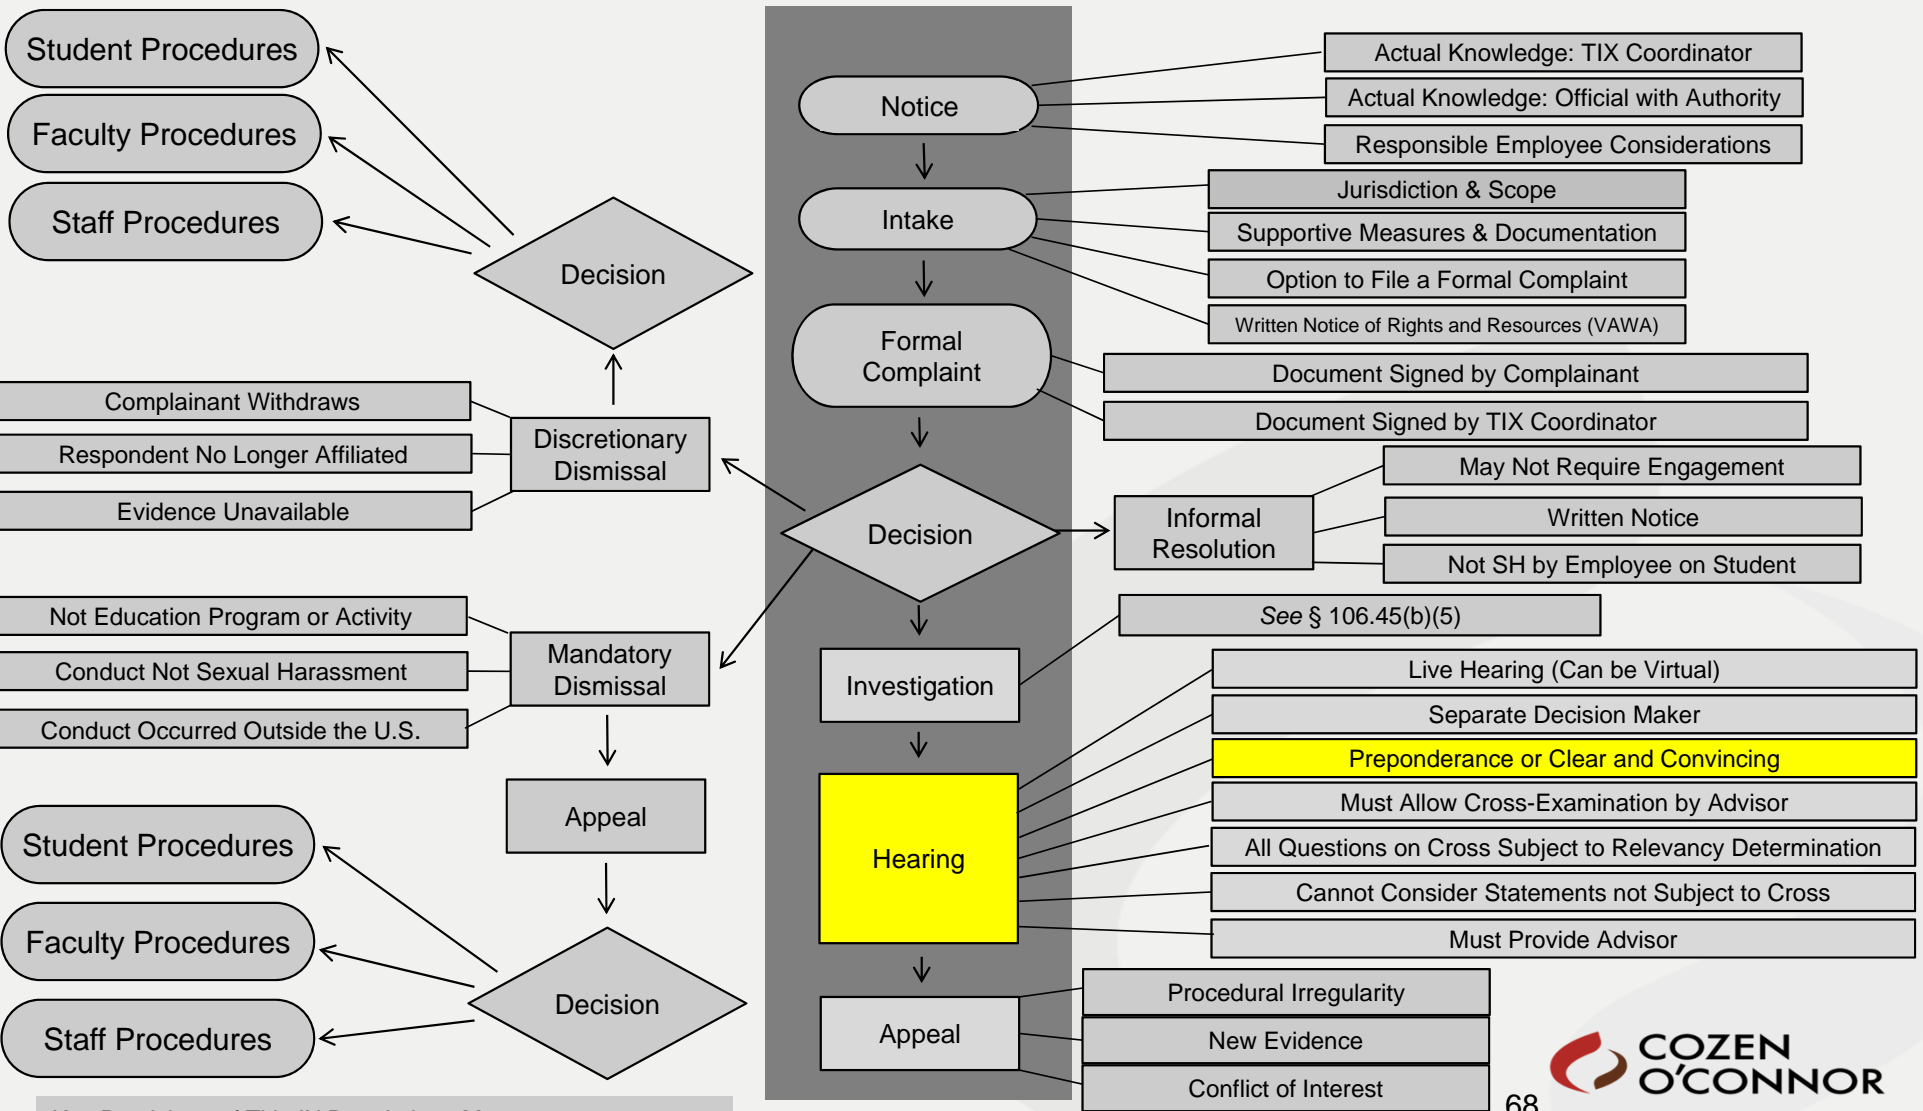 Student Procedures
Faculty Procedures
Staff Procedures
Decision
Complainant Withdraws
Respondent No Longer Affiliated
Evidence Unavailable
Discretionary
Dismissal
Not Education Program or Activity
Conduct Not Sexual Harassment
Conduct Occurred Outside the U.S.
Mandatory
Dismissal
Appeal
Student Procedures
Faculty Procedures
Staff Procedures
Decision
Notice
Actual Knowledge: TIX Coordinator
Actual Knowledge: Official with Authority
Responsible Employee Considerations
Intake
Jurisdiction & Scope
Supportive Measures & Documentation
Option to File a Formal Complaint
Written Notice of Rights and Resources (VAWA)
Formal
Complaint
Document Signed by Complainant
Document Signed by TIX Coordinator
Decision
Informal
Resolution
May Not Require Engagement
Written Notice
Not SH by Employee on Student
Investigation
See § 106.45(b)(5)
Hearing
Live Hearing (Can be Virtual)
Separate Decision Maker
Preponderance or Clear and Convincing
Must Allow Cross-Examination by Advisor
All Questions on Cross Subject to Relevancy Determination
Cannot Consider Statements not Subject to Cross
Must Provide Advisor
Appeal
Procedural Irregularity
New Evidence
Conflict of Interest
COZEN
O'CONNOR
68